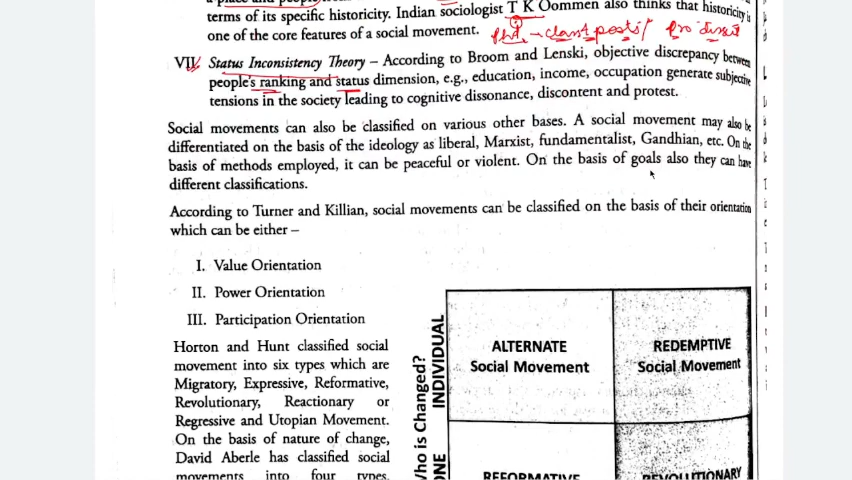 a place and people
terms of its specific historicity. Indian sociologist T K Oommen also thinks that historicity is
one of the core features of a social movement.
VII. Status Inconsistency Theory – According to Broom and Lenski, objective discrepancy between
people's ranking and status dimension, e.g., education, income, occupation generate subjective
tensions in the society leading to cognitive dissonance, discontent and protest.
Social movements can also be classified on various other bases. A social movement may also be
differentiated on the basis of the ideology as liberal, Marxist, fundamentalist, Gandhian, etc. On the
basis of methods employed, it can be peaceful or violent. On the basis of goals also they can have
different classifications.
According to Turner and Killian, social movements can be classified on the basis of their orientation
which can be either –
I. Value Orientation
II. Power Orientation
III. Participation Orientation
Horton and Hunt classified social
movement into six types which are
Migratory, Expressive, Reformative,
Revolutionary, Reactionary or
Regressive and Utopian Movement.
On the basis of nature of change,
David Aberle has classified social
movements into four types.
Who is Changed?
ONE INDIVIDUAL
ALTERNATE
Social Movement
REDEMPTIVE
Social Movement
REFORMATIVE
REVOLUTIONARY